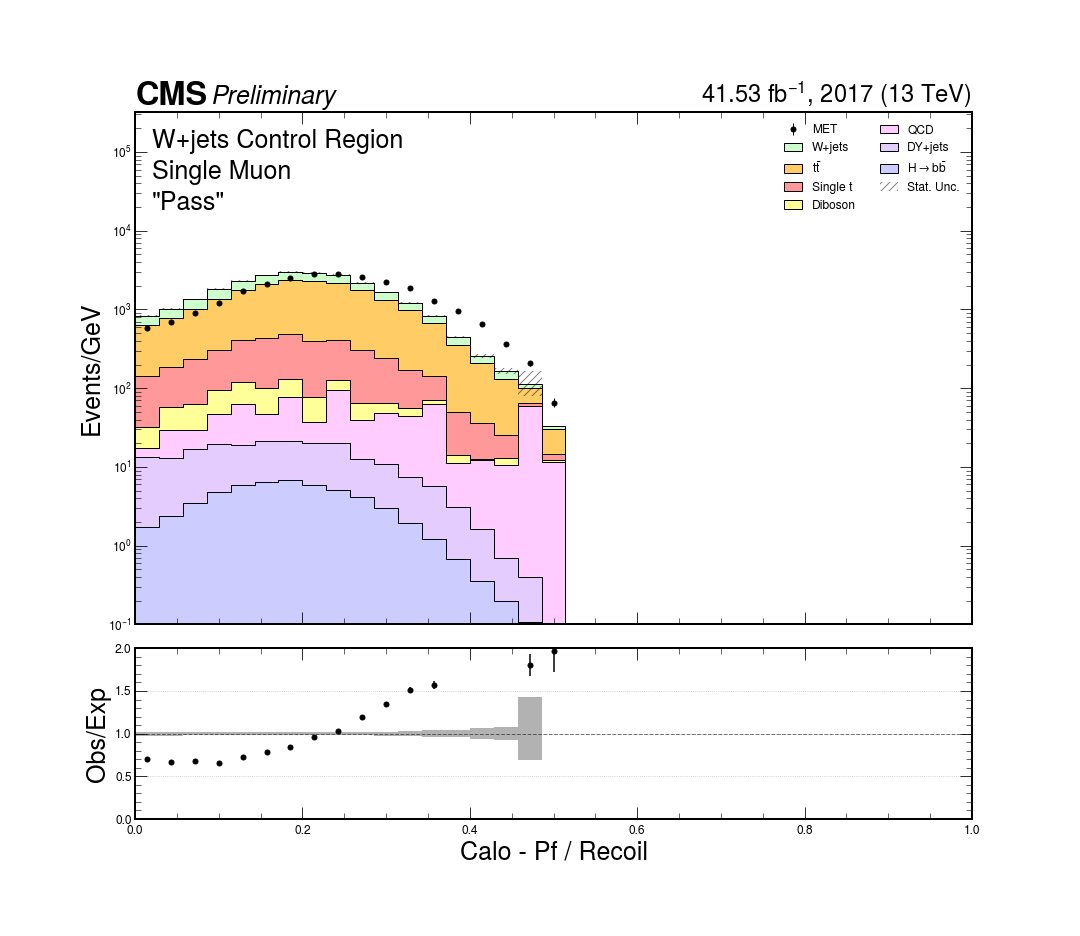 CMS Preliminary
41.53 fb⁻¹, 2017 (13 TeV)
W+jets Control Region
Single Muon
"Pass"
MET
W+jets
tt̄
Single t
Diboson
QCD
DY+jets
H→bb̄
Stat. Unc.
Events/GeV
10⁵
10⁴
10³
10²
10¹
10⁰
10⁻¹
Obs/Exp
2.0
1.5
1.0
0.5
0.0
0.0 0.2 0.4 0.6 0.8 1.0
Calo - Pf / Recoil